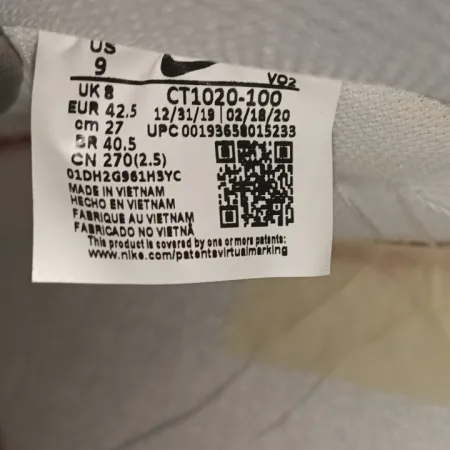 US
9
VO2
UK 8
CT1020-100
EUR 42.5
12/31/19 02/18/20
cm 27
UPC 00193658015233
BR 40.5
CN 270(2.5)
01DH2G961H3YC
MADE IN VIETNAM
HECHO EN VIETNAM
FABRIQUE AU VIETNAM
FABRICADO NO VIETNÃ
This product is covered by one or more patents:
www.nike.com/patentsvirtualmarking